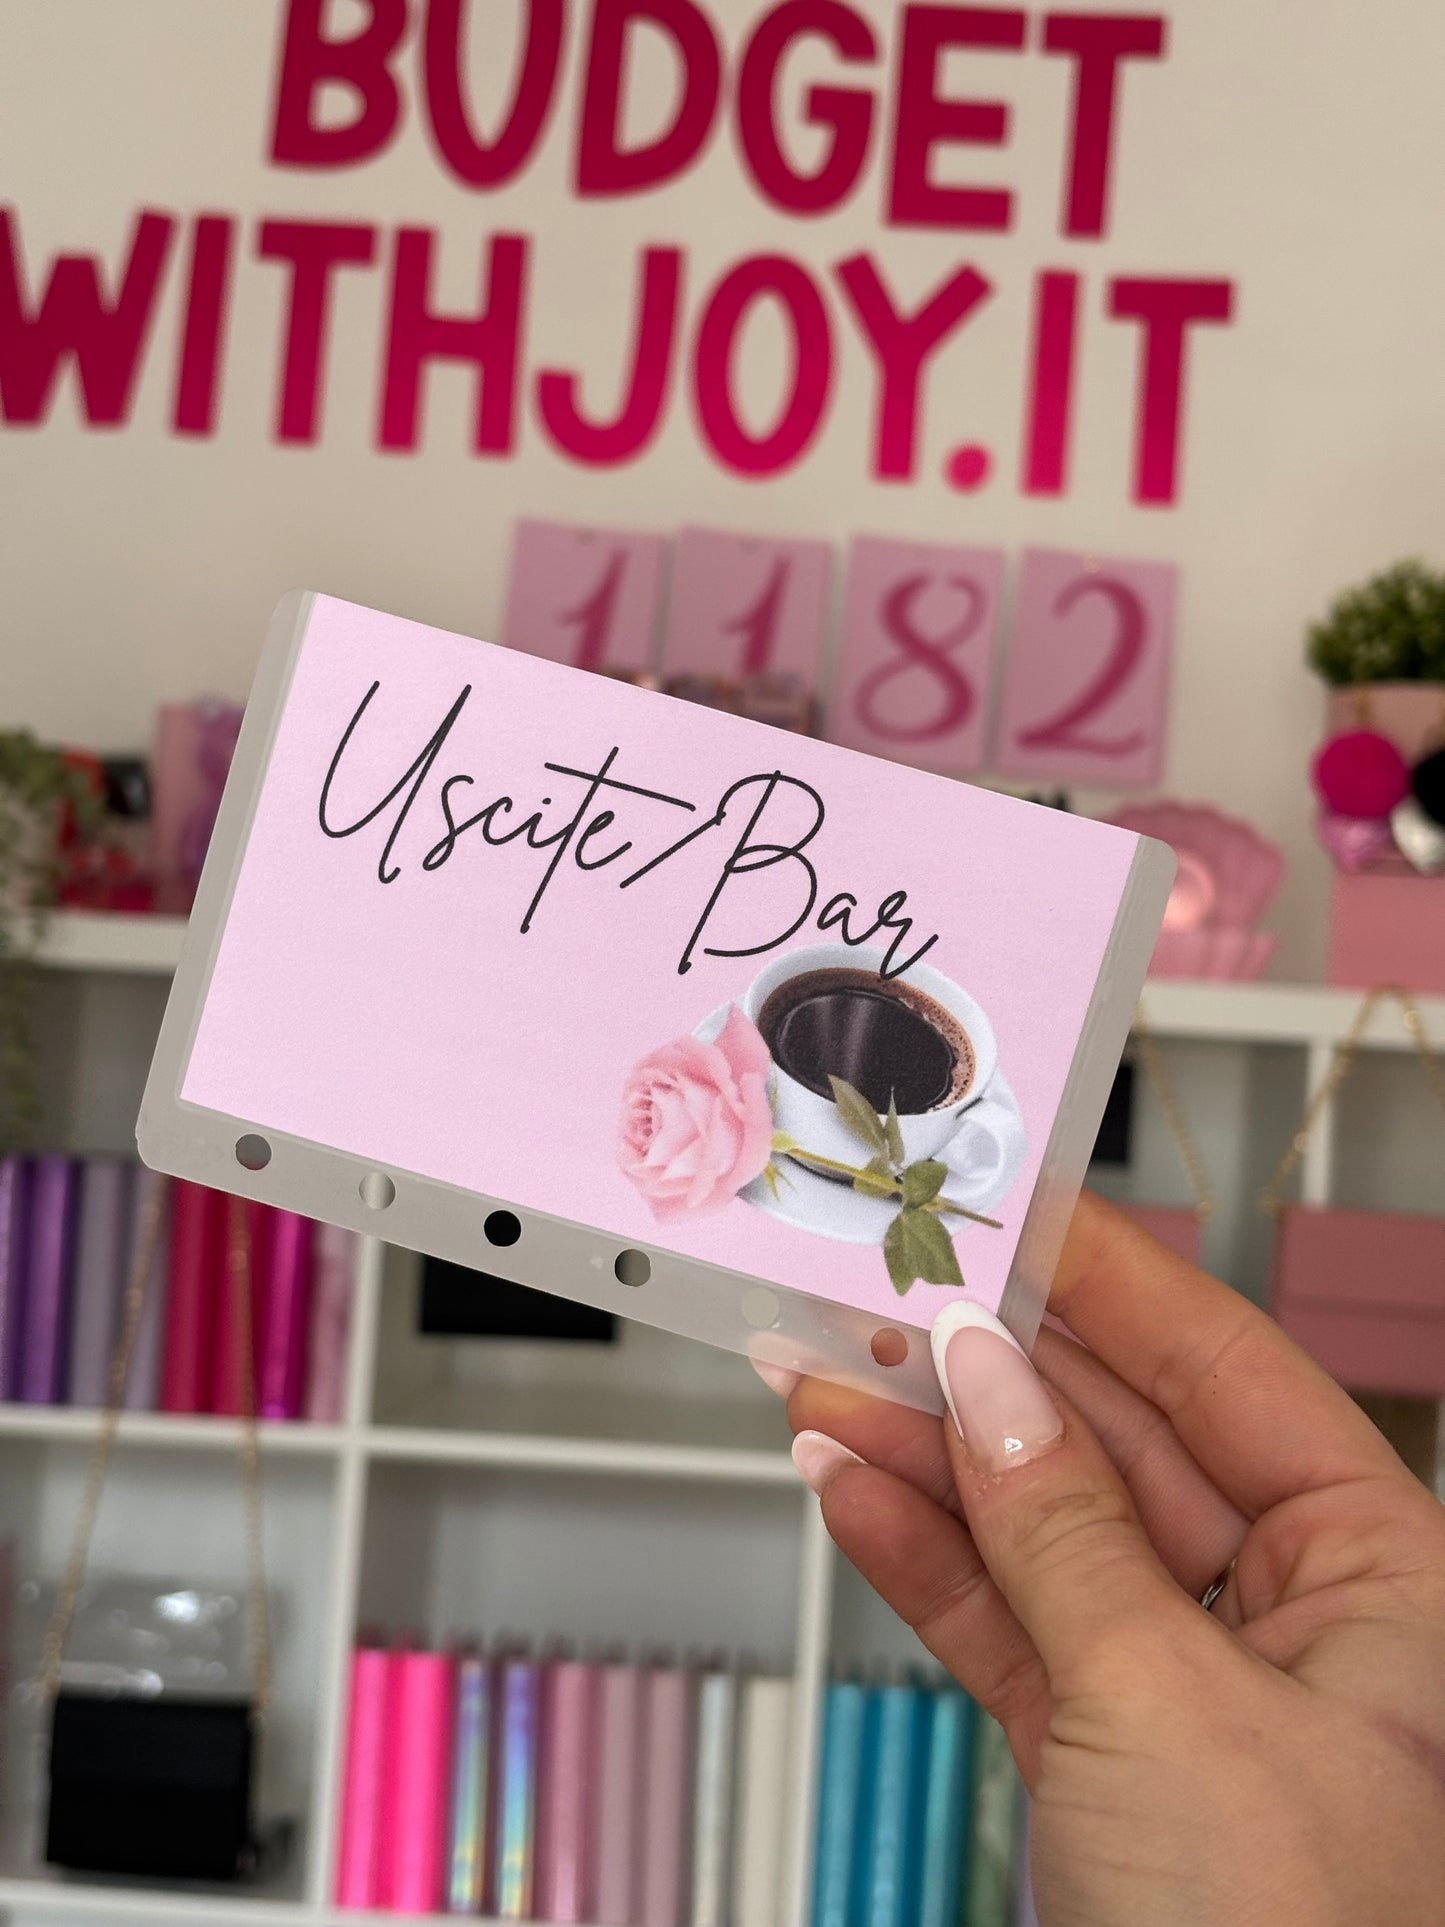 BUDGET
WITHJOY.IT
1182
Uscite/Bar